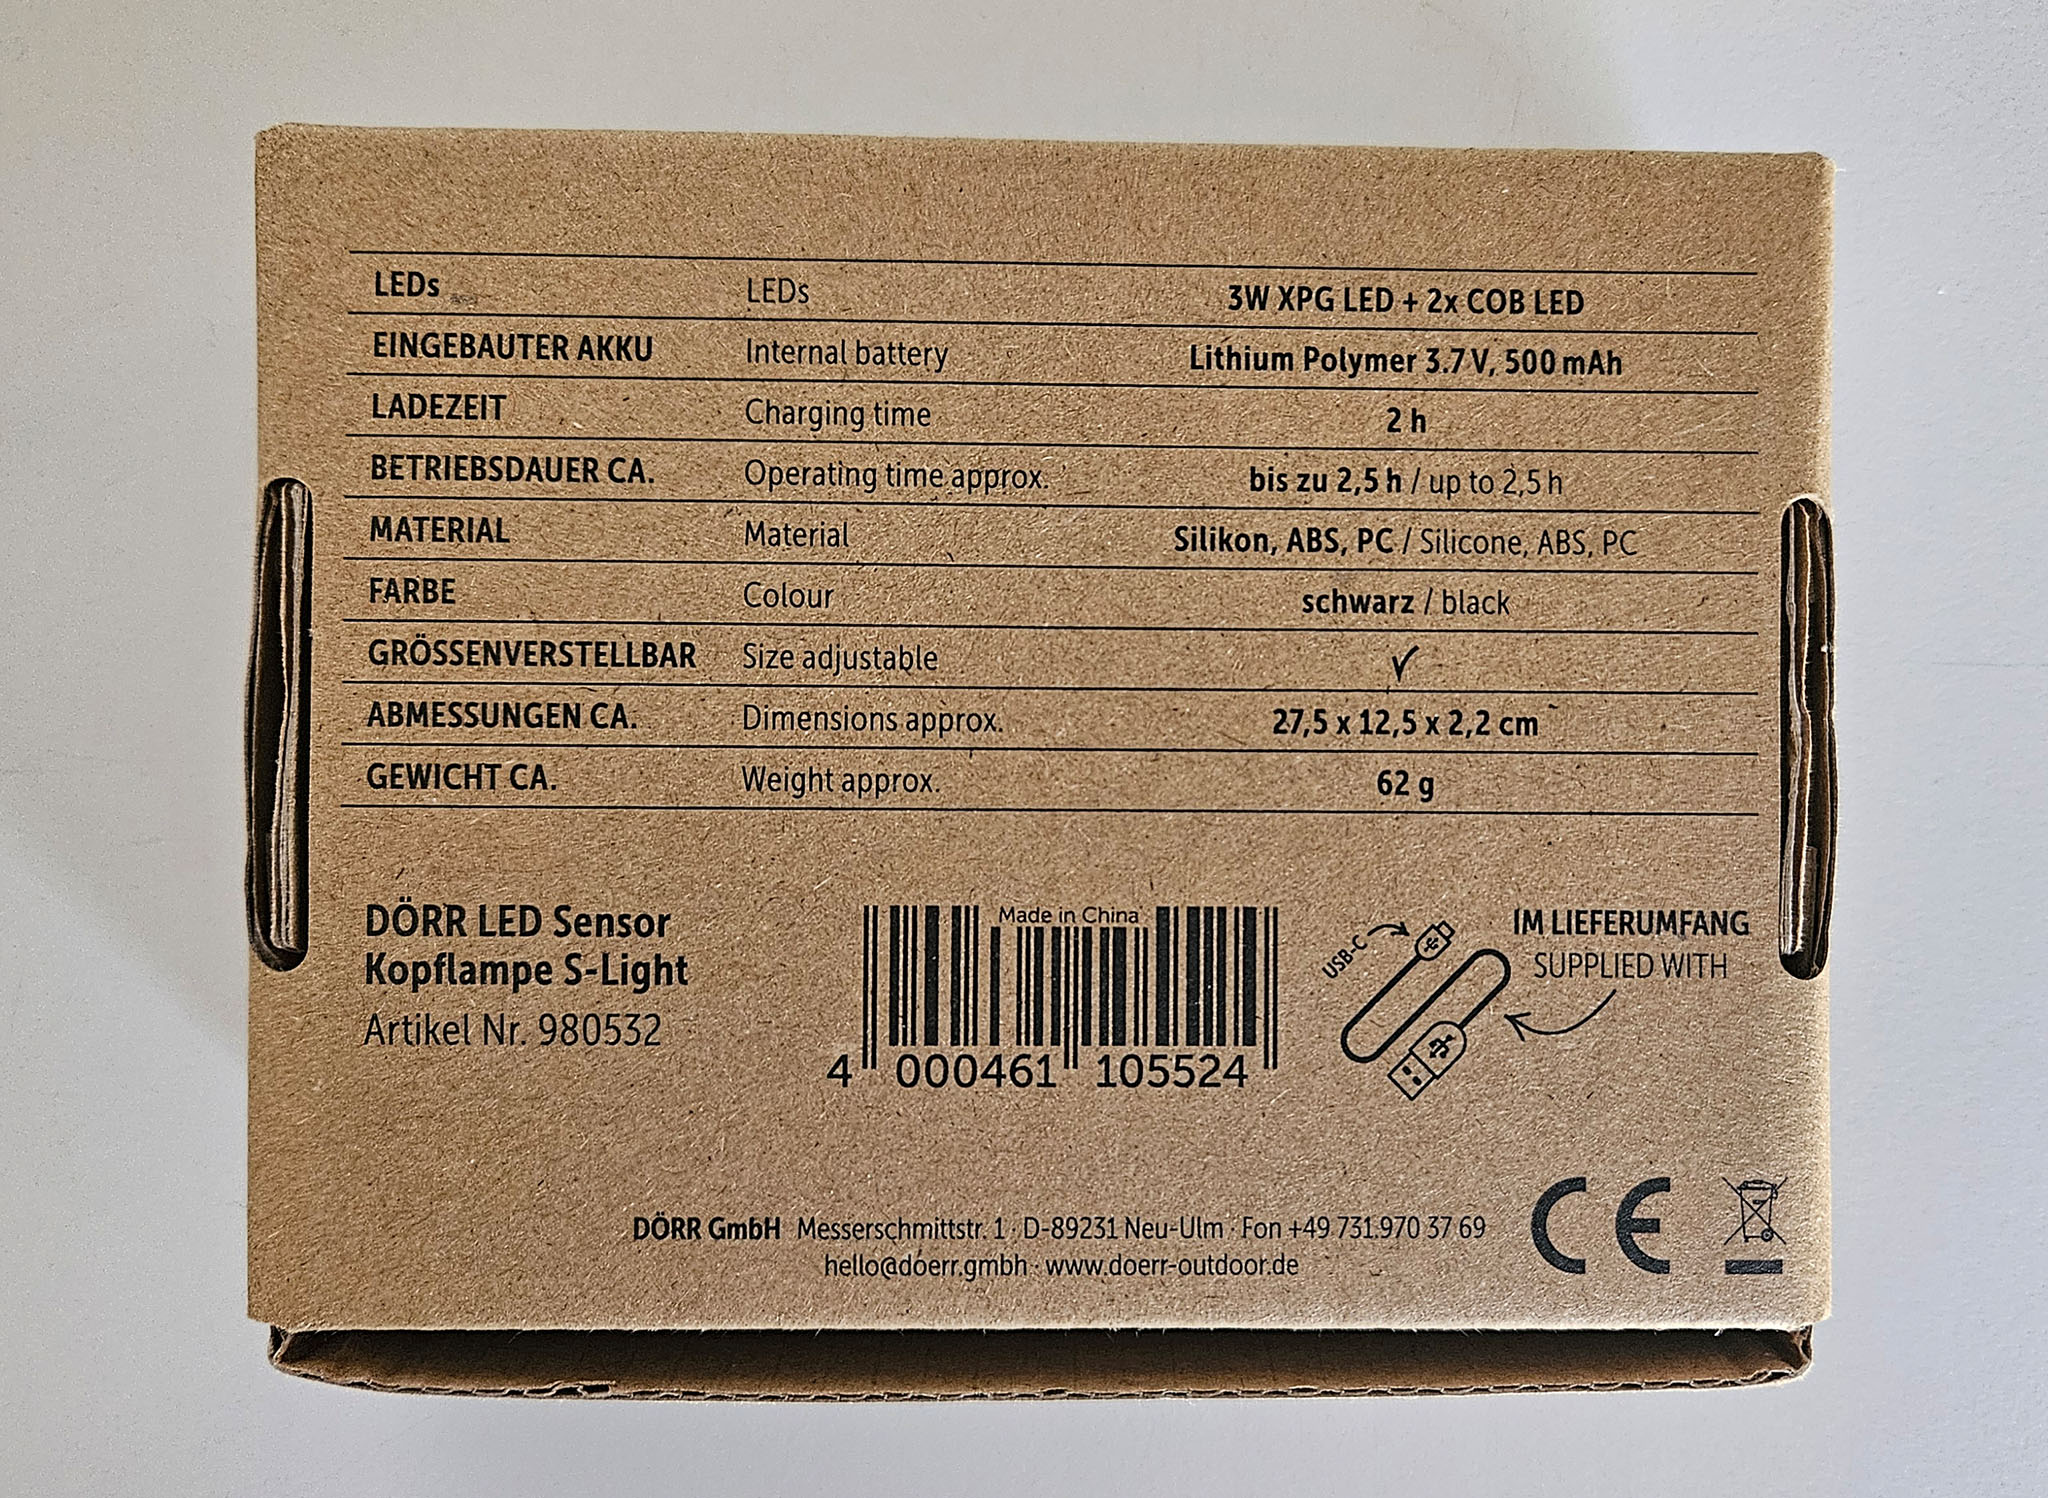 LEDs LEDs 3W XPG LED + 2x COB LED
EINGEBAUTER AKKU Internal battery Lithium Polymer 3.7V, 500 mAh
LADEZEIT Charging time 2 h
BETRIEBSDAUER CA. Operating time approx. bis zu 2,5 h / up to 2,5 h
MATERIAL Material Silikon, ABS, PC / Silicone, ABS, PC
FARBE Colour schwarz / black
GRÖSSENVERSTELLBAR Size adjustable ✓
ABMESSUNGEN CA. Dimensions approx. 27,5 x 12,5 x 2,2 cm
GEWICHT CA. Weight approx. 62 g
DÖRR LED Sensor
Kopflampe S-Light
Artikel Nr. 980532
Made in China
4 000461 105524
USB-C
IM LIEFERUMFANG
SUPPLIED WITH
DÖRR GmbH Messerschmittstr. 1 · D-89231 Neu-Ulm · Fon +49 731.970 37 69
hello@doerr.gmbh · www.doerr-outdoor.de
CE